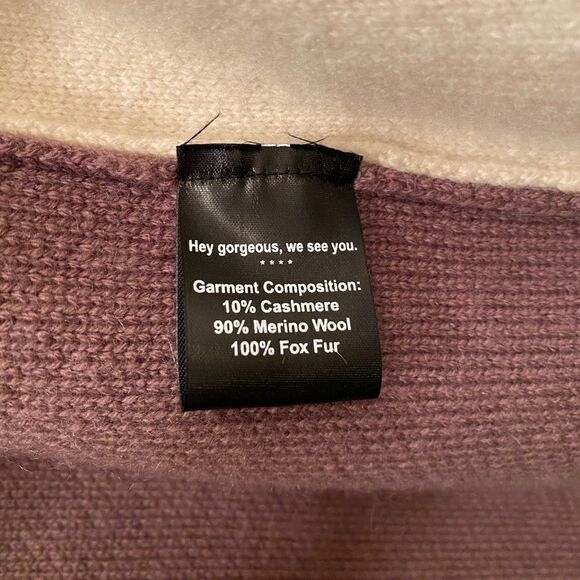 Hey gorgeous, we see you.
* * * *
Garment Composition:
10% Cashmere
90% Merino Wool
100% Fox Fur